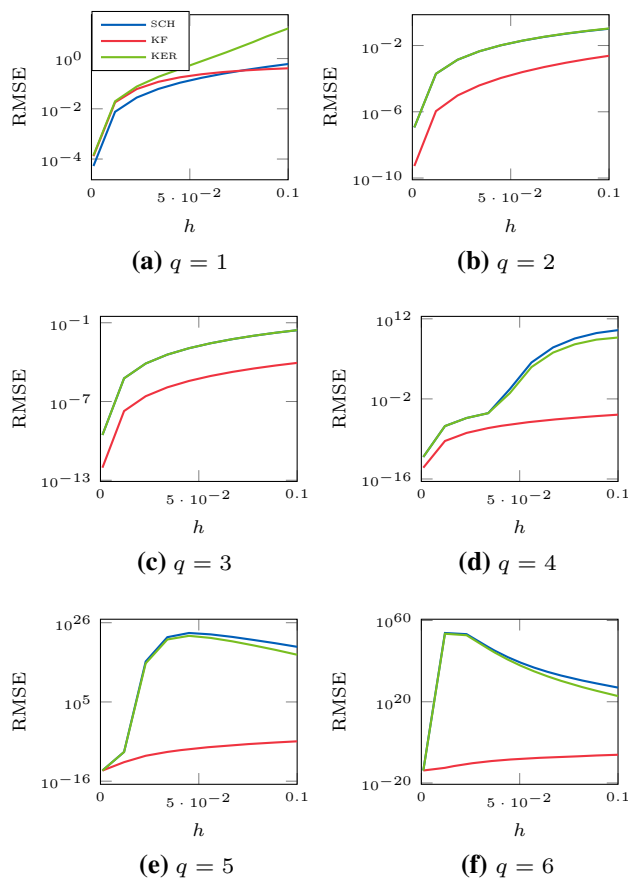 SCH
KF
KER
RMSE
10^0
10^−2
10^−4
0
5 · 10^−2
0.1
h
(a) q = 1
RMSE
10^−2
10^−6
10^−10
0
5 · 10^−2
0.1
h
(b) q = 2
RMSE
10^−1
10^−7
10^−13
0
5 · 10^−2
0.1
h
(c) q = 3
RMSE
10^12
10^−2
10^−16
0
5 · 10^−2
0.1
h
(d) q = 4
RMSE
10^26
10^5
10^−16
0
5 · 10^−2
0.1
h
(e) q = 5
RMSE
10^60
10^20
10^−20
0
5 · 10^−2
0.1
h
(f) q = 6